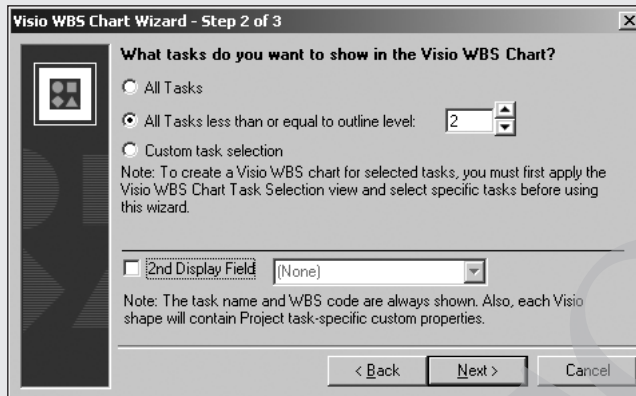 Visio WBS Chart Wizard - Step 2 of 3
What tasks do you want to show in the Visio WBS Chart?
All Tasks
All Tasks less than or equal to outline level: 2
Custom task selection
Note: To create a Visio WBS chart for selected tasks, you must first apply the
Visio WBS Chart Task Selection view and select specific tasks before using
this wizard.
2nd Display Field (None)
Note: The task name and WBS code are always shown. Also, each Visio
shape will contain Project task-specific custom properties.
< Back Next > Cancel